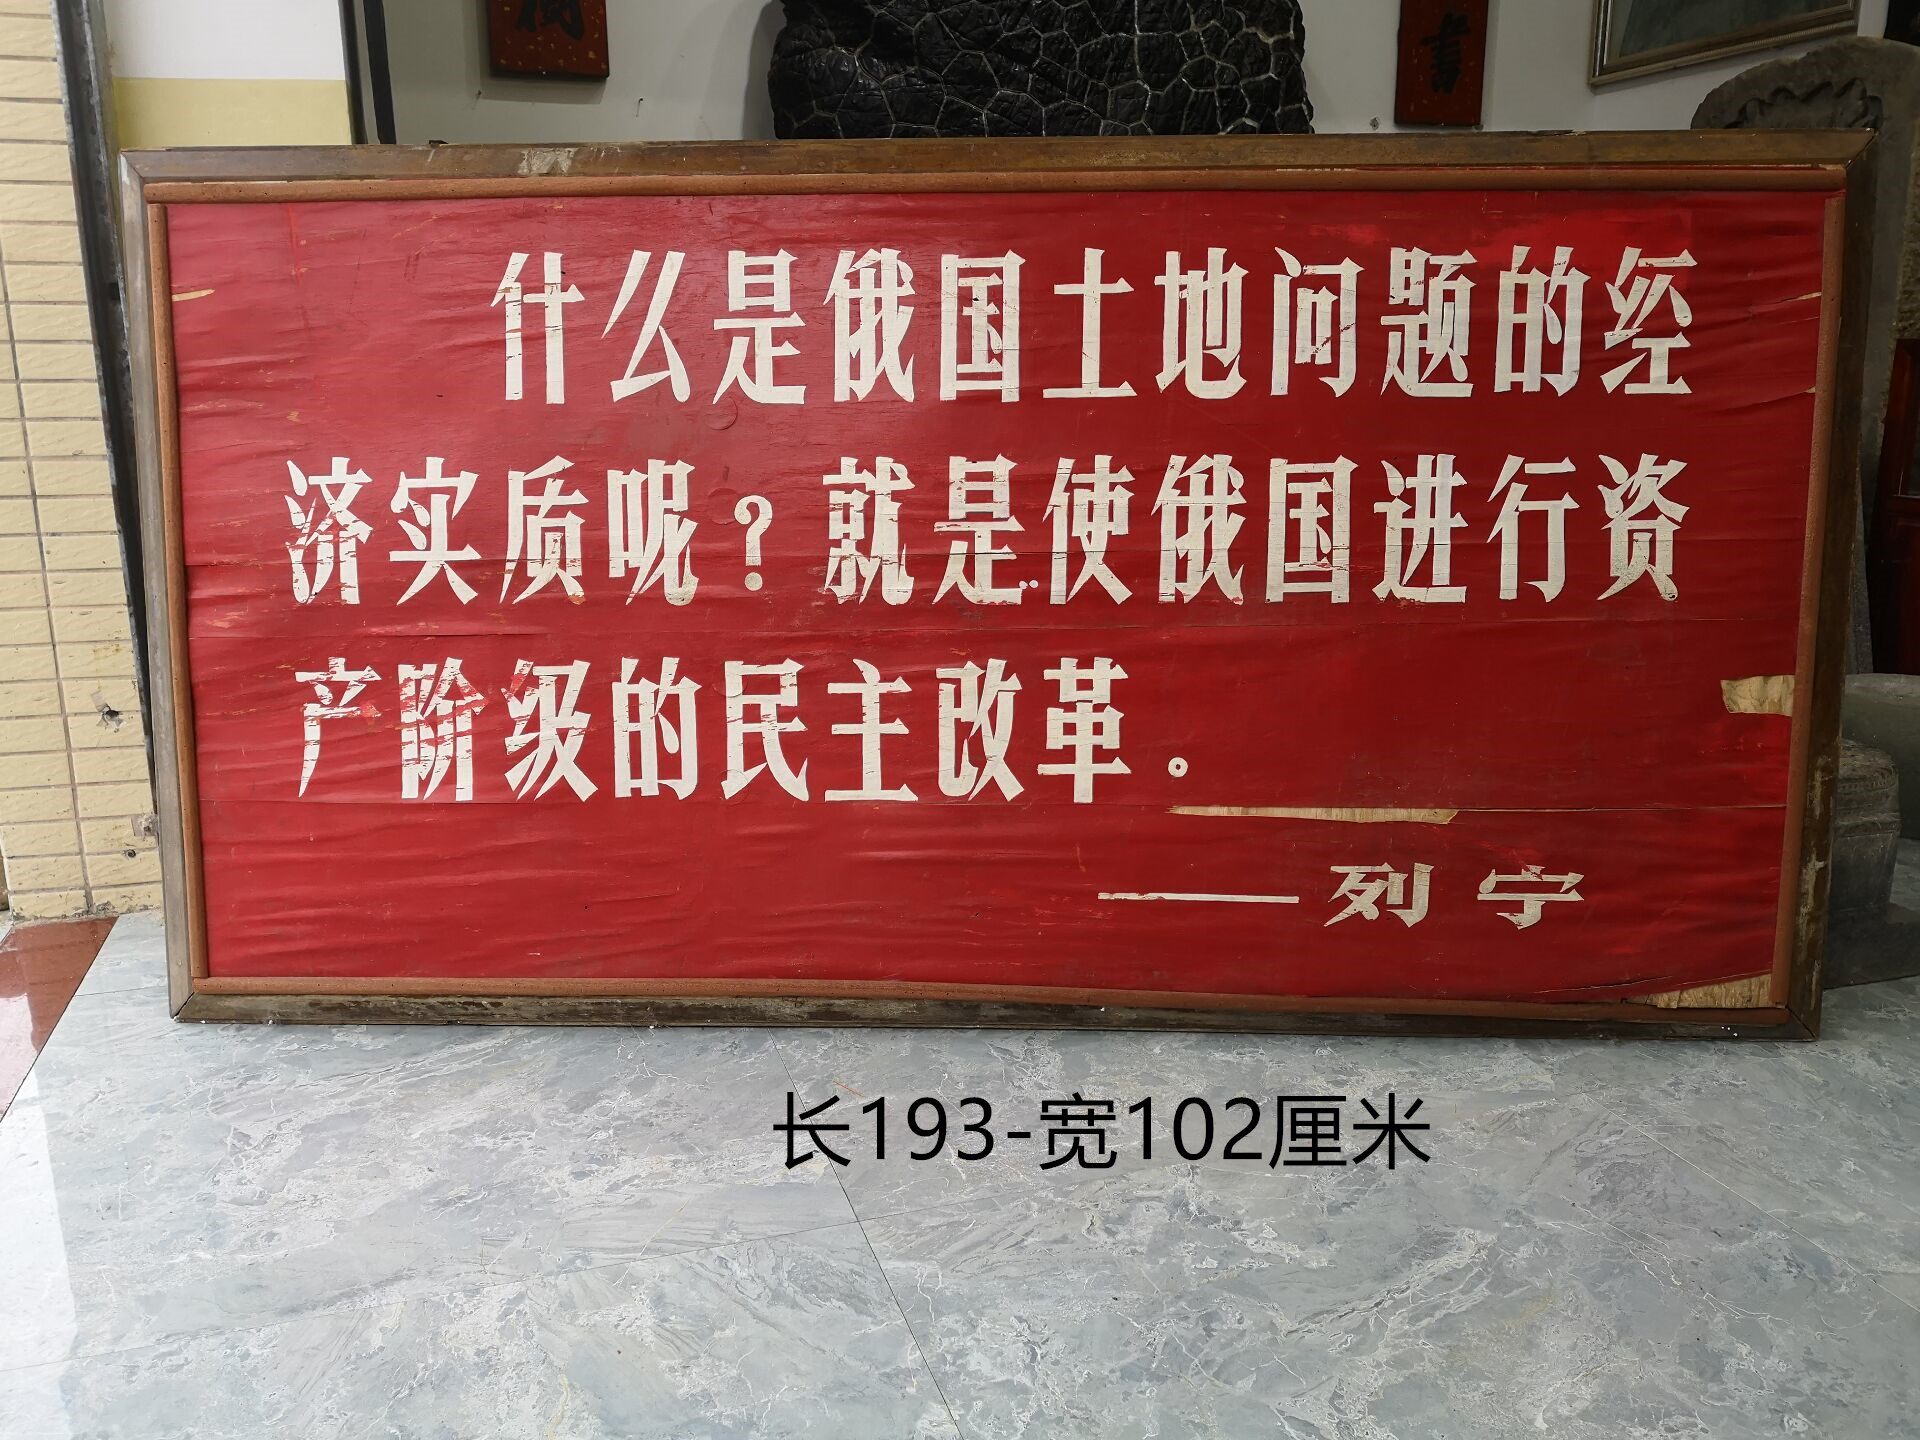 什么是俄国土地问题的经
济实质呢？就是使俄国进行资
产阶级的民主改革。
——列宁
长193-宽102厘米